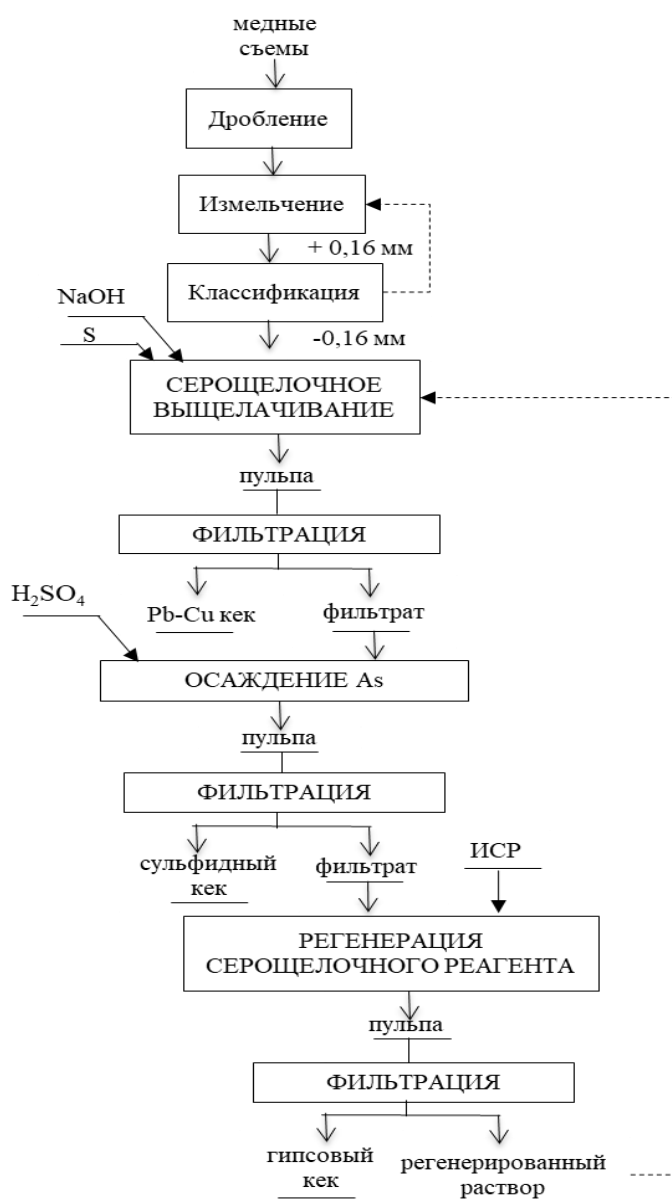 медные
съемы
Дробление
Измельчение
+ 0,16 мм
Классификация
NaOH
S
-0,16 мм
СЕРОЩЕЛОЧНОЕ
ВЫЩЕЛАЧИВАНИЕ
пульпа
ФИЛЬТРАЦИЯ
H₂SO₄
Pb-Cu кек
фильтрат
ОСАЖДЕНИЕ As
пульпа
ФИЛЬТРАЦИЯ
сульфидный
кек
фильтрат
ИСР
РЕГЕНЕРАЦИЯ
СЕРОЩЕЛОЧНОГО РЕАГЕНТА
пульпа
ФИЛЬТРАЦИЯ
гипсовый
кек
регенерированный
раствор